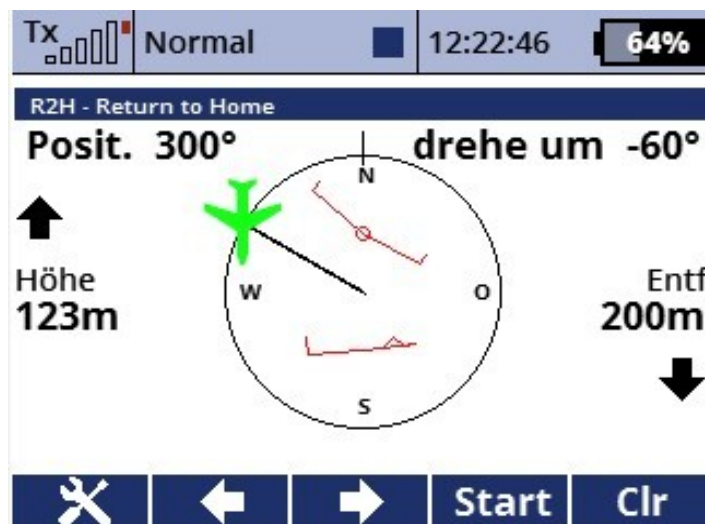 Tx Normal 12:22:46 64%
R2H - Return to Home
Posit. 300° drehe um -60°
N
Höhe Entf
W O
123m 200m
S
Start Clr